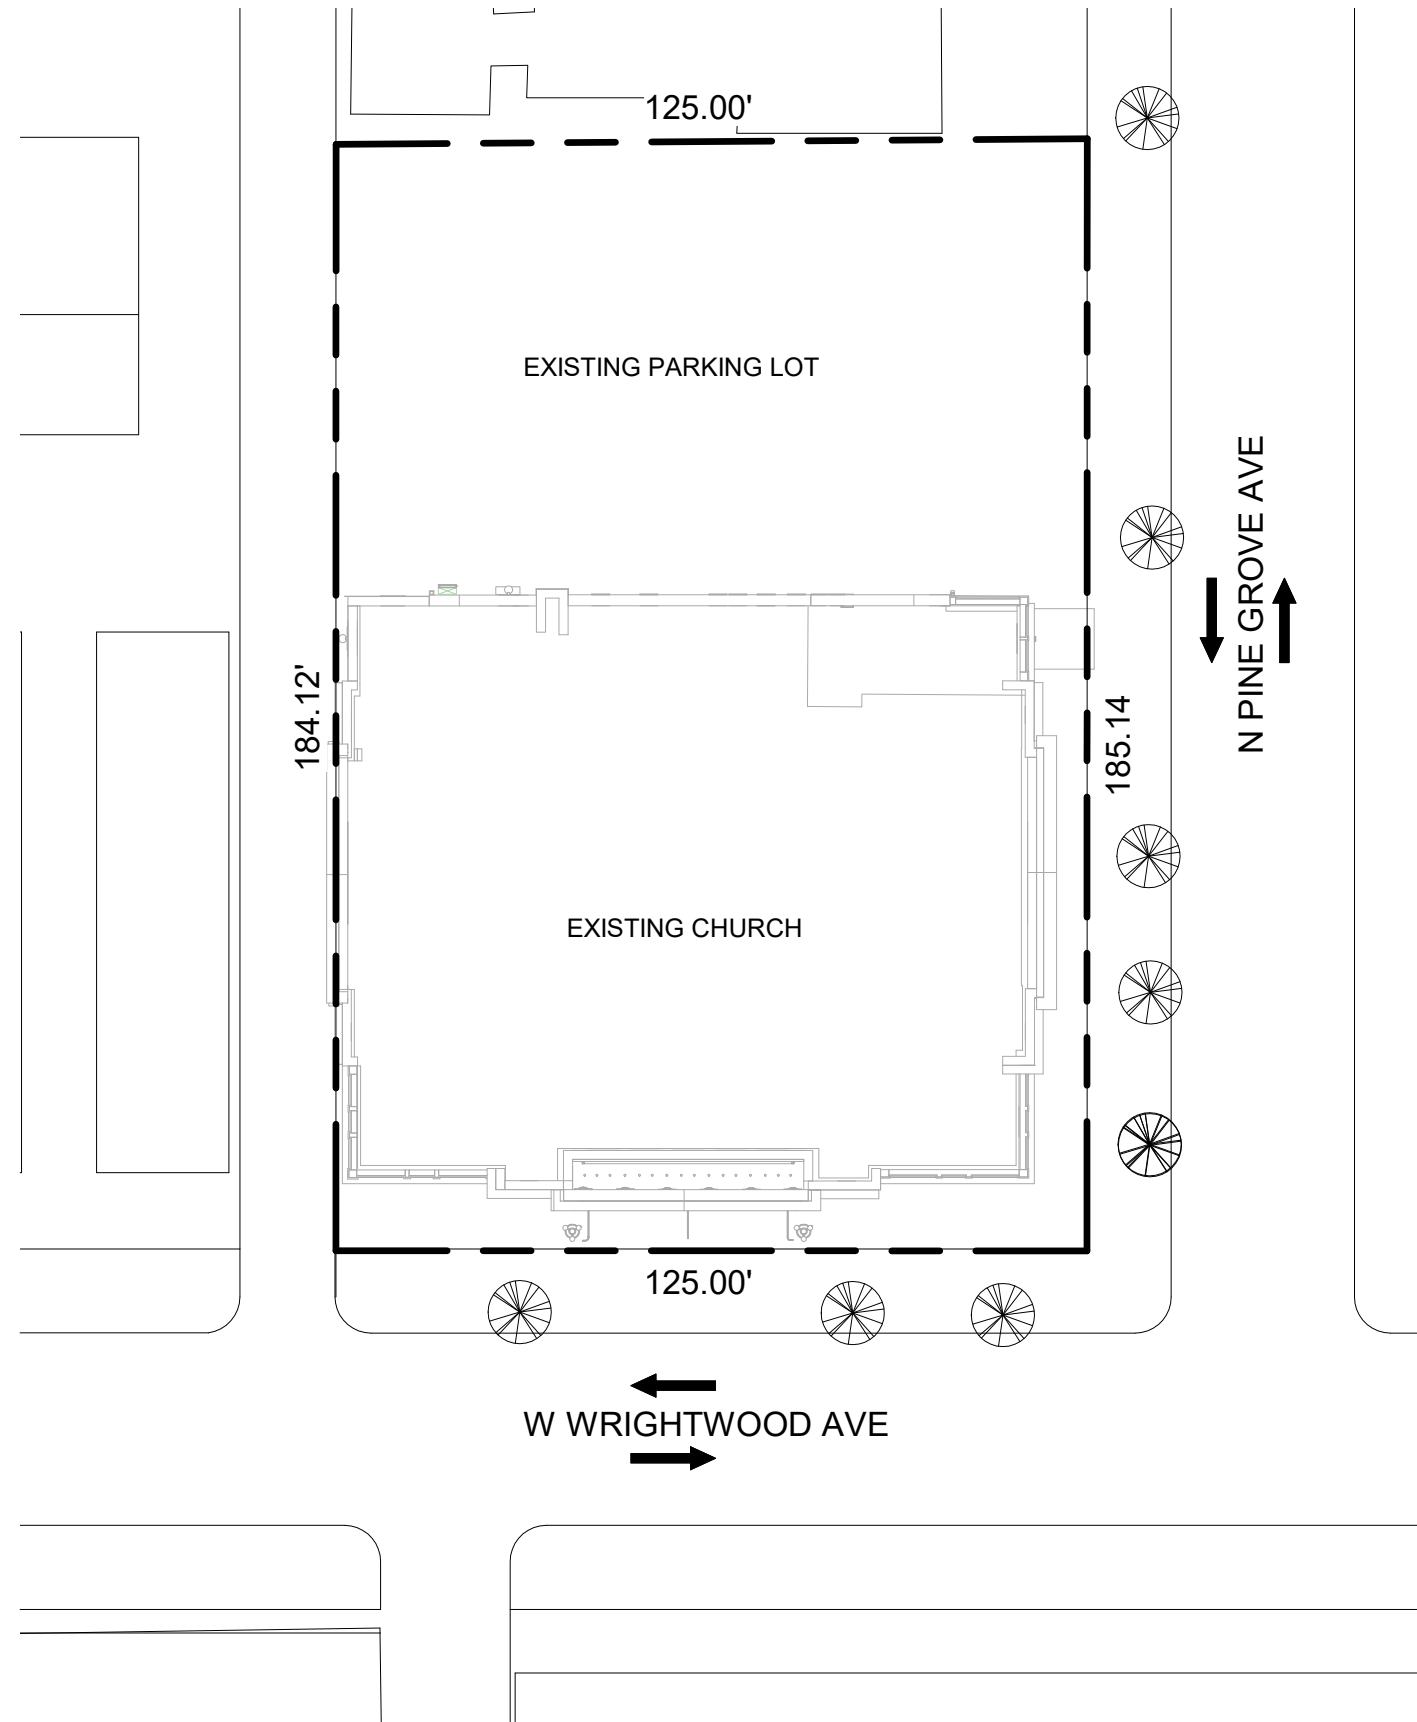 125.00'
EXISTING PARKING LOT
N PINE GROVE AVE
184.12'
185.14
EXISTING CHURCH
125.00'
W WRIGHTWOOD AVE